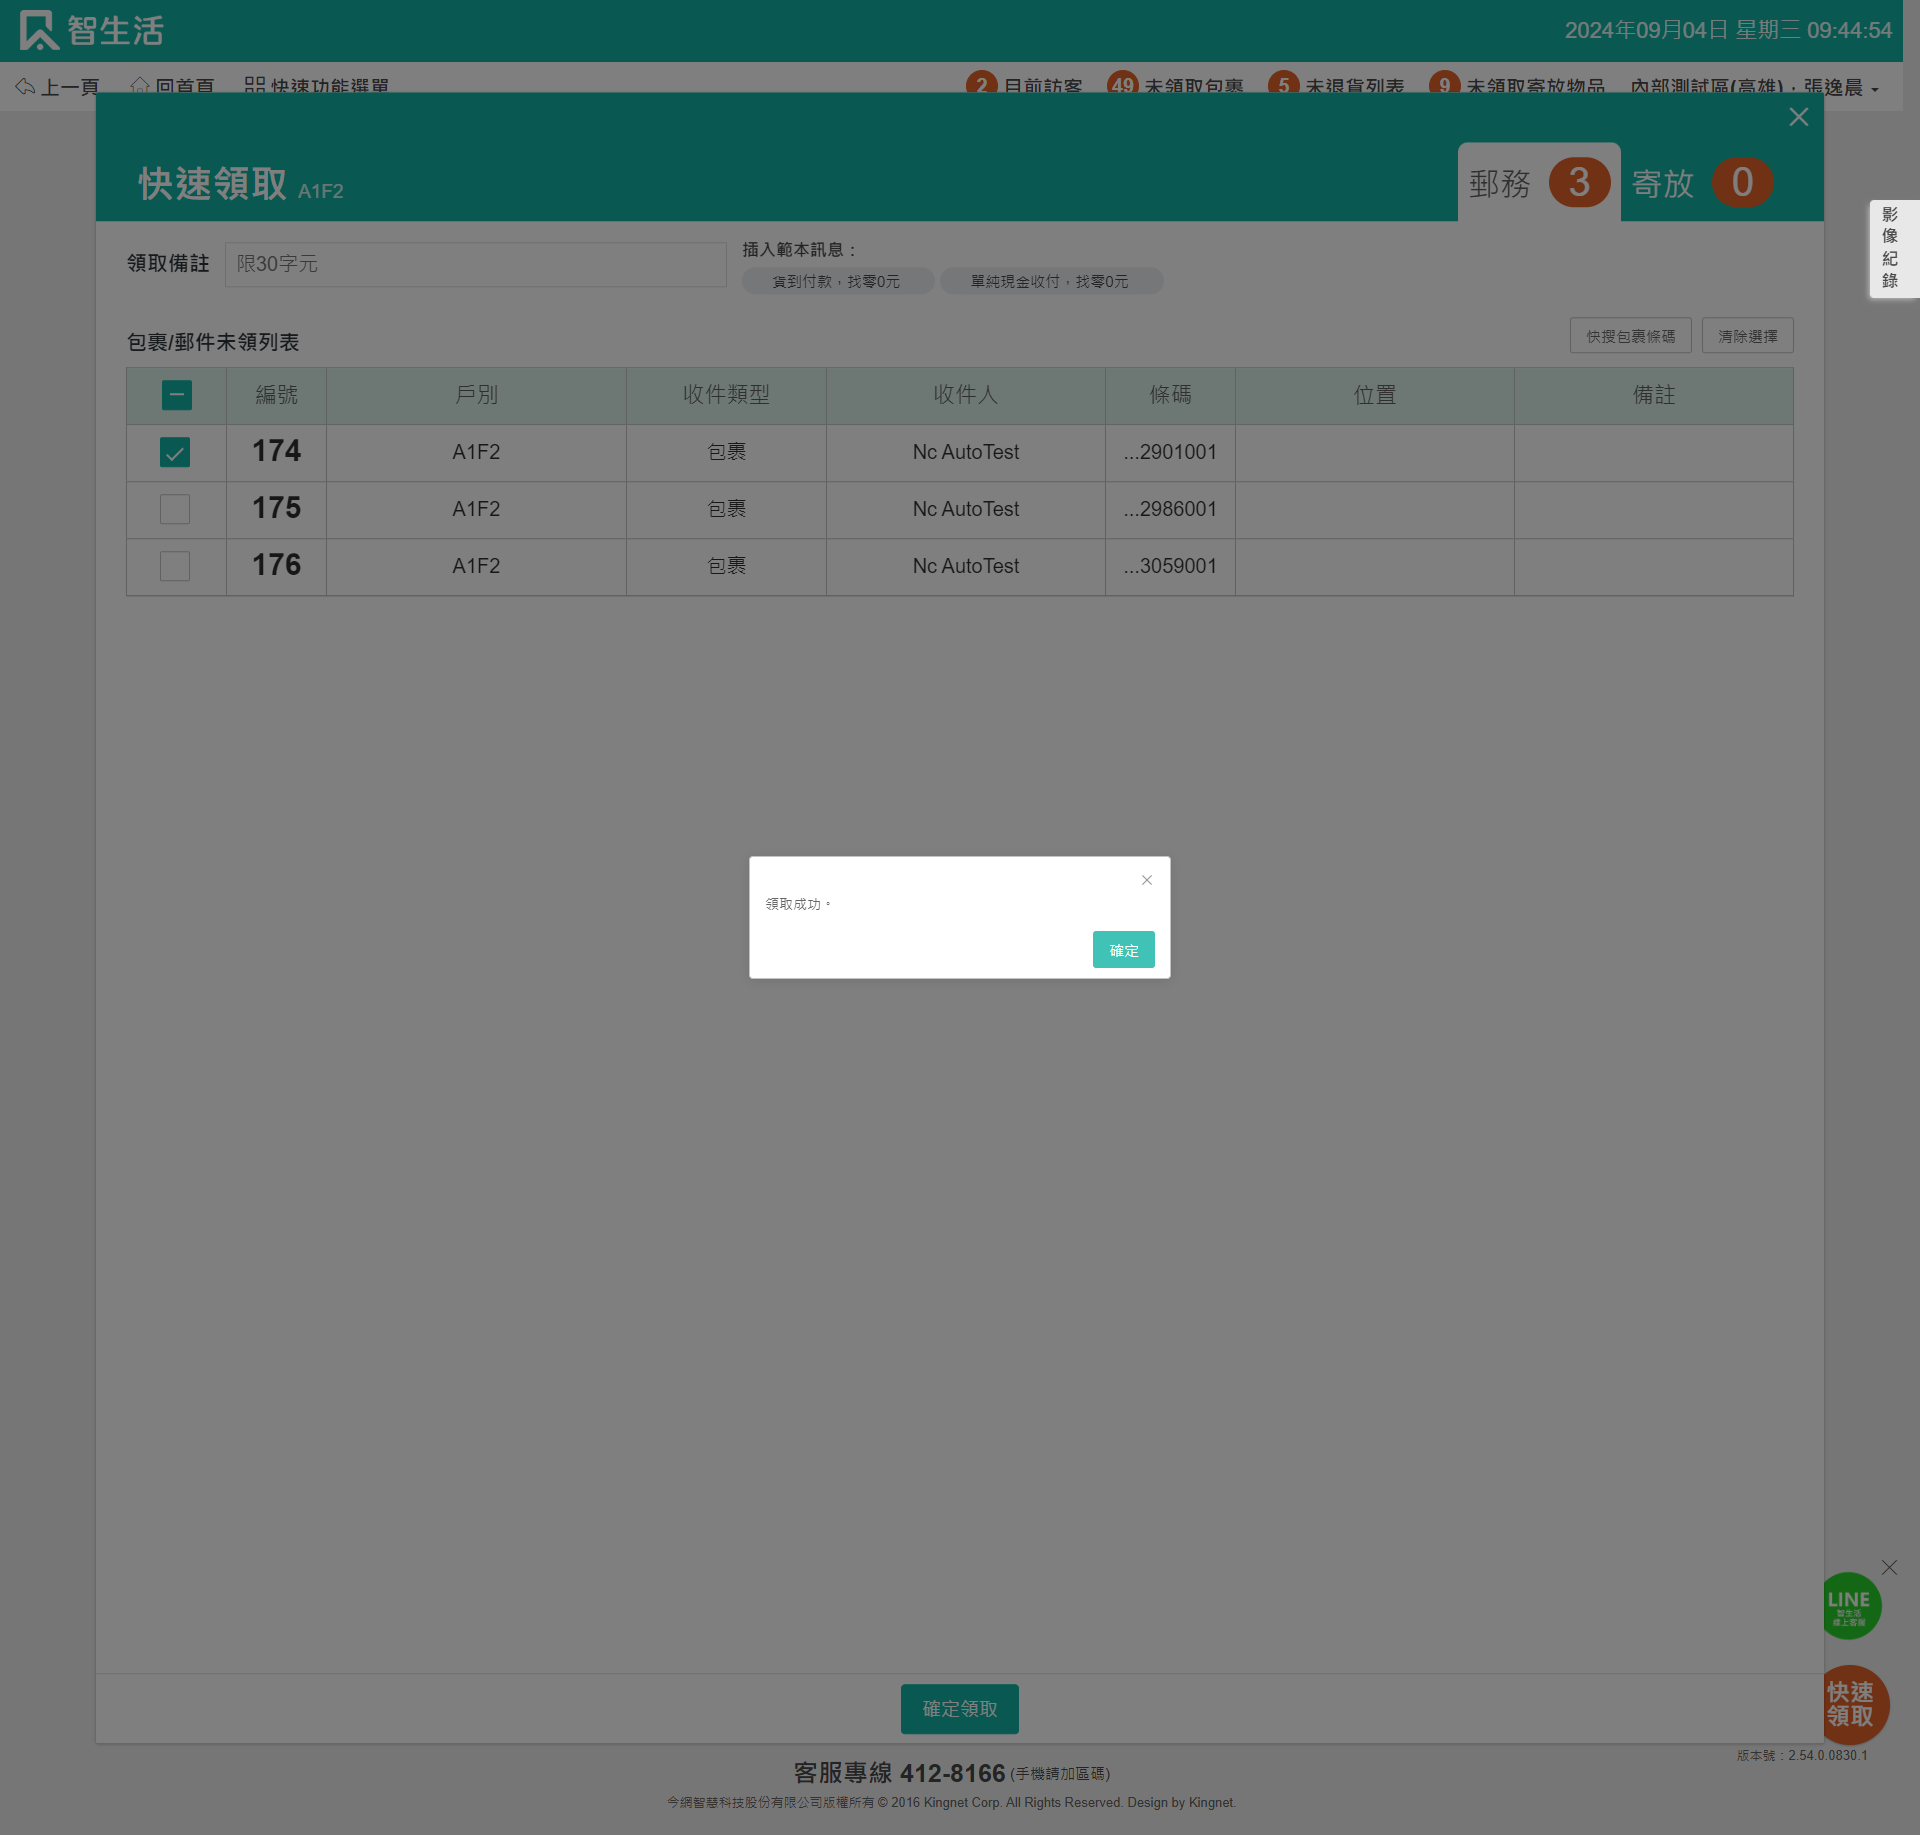 智生活
2024年09月04日 星期三 09:44:54
上一頁 回首頁 快速功能選單 2 目前訪客 49 未領取包裹 5 未退貨列表 9 未領取寄放物品 內部測試區(高雄)．張逸晨
快速領取 A1F2
郵務 3 寄放 0
影像紀錄
領取備註 限30字元
插入範本訊息：
貨到付款，找零0元 單純現金收付，找零0元
包裹/郵件未領列表
快搜包裹條碼 清除選擇
編號 戶別 收件類型 收件人 條碼 位置 備註
174 A1F2 包裹 Nc AutoTest ...2901001
175 A1F2 包裹 Nc AutoTest ...2986001
176 A1F2 包裹 Nc AutoTest ...3059001
領取成功。
確定
LINE
智生活
線上客服
快速
領取
確定領取
版本號：2.54.0.0830.1
客服專線 412-8166 (手機請加區碼)
今網智慧科技股份有限公司版權所有 © 2016 Kingnet Corp. All Rights Reserved. Design by Kingnet.